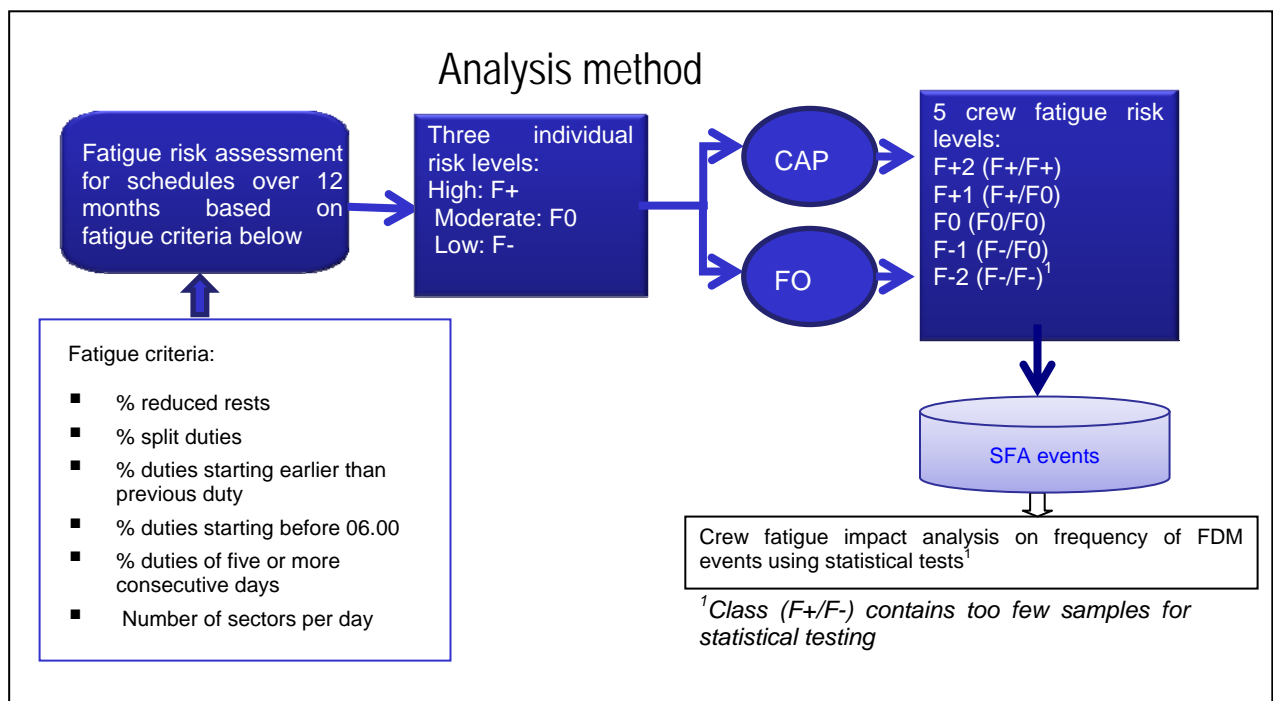 Analysis method
Fatigue risk assessment
for schedules over 12
months based on
fatigue criteria below
Three individual
risk levels:
High: F+
Moderate: F0
Low: F-
CAP
FO
5 crew fatigue risk
levels:
F+2 (F+/F+)
F+1 (F+/F0)
F0 (F0/F0)
F-1 (F-/F0)
F-2 (F-/F-)1
Fatigue criteria:
▪ % reduced rests
▪ % split duties
▪ % duties starting earlier than
previous duty
▪ % duties starting before 06.00
▪ % duties of five or more
consecutive days
▪ Number of sectors per day
SFA events
Crew fatigue impact analysis on frequency of FDM
events using statistical tests1
1Class (F+/F-) contains too few samples for
statistical testing